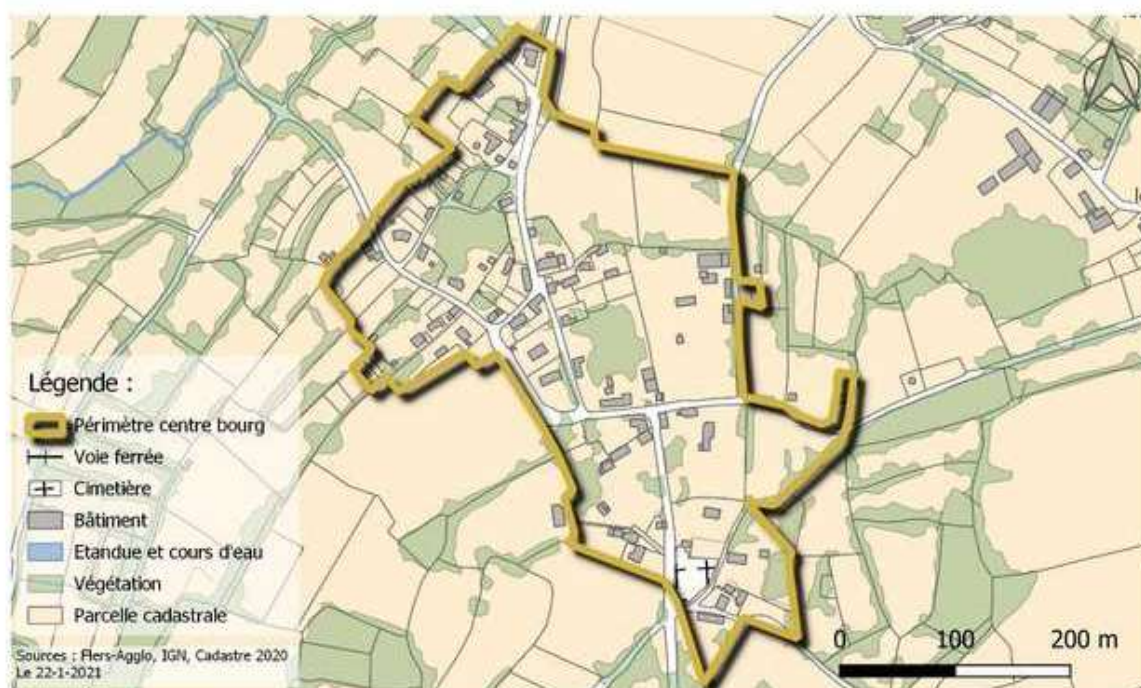 Légende :
Périmètre centre bourg
Voie ferrée
Cimetière
Bâtiment
Etandue et cours d'eau
Végétation
Parcelle cadastrale
Sources : Flers-Agglo, IGN, Cadastre 2020
Le 22-1-2021
0 100 200 m